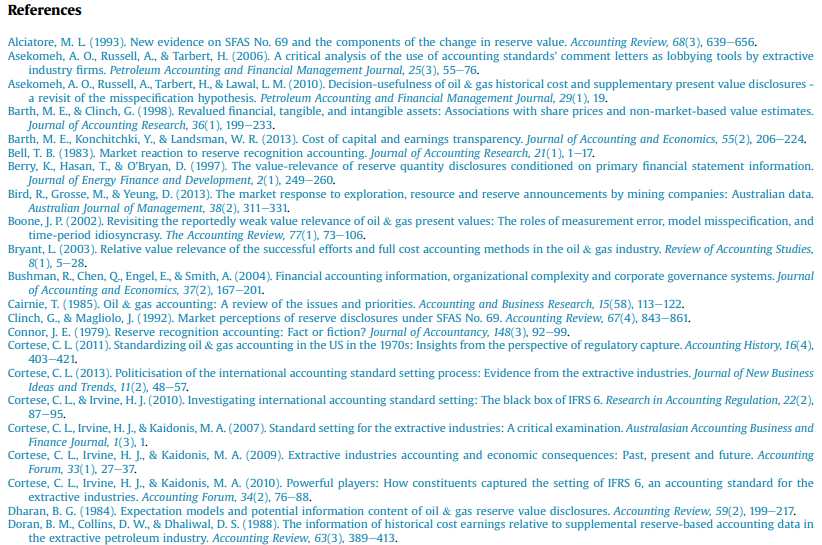 References
Alciatore, M. L. (1993). New evidence on SFAS No. 69 and the components of the change in reserve value. Accounting Review, 68(3), 639–656.
Asekomeh, A. O., Russell, A., & Tarbert, H. (2006). A critical analysis of the use of accounting standards' comment letters as lobbying tools by extractive
industry firms. Petroleum Accounting and Financial Management Journal, 25(3), 55–76.
Asekomeh, A. O., Russell, A., Tarbert, H., & Lawal, L. M. (2010). Decision-usefulness of oil & gas historical cost and supplementary present value disclosures -
a revisit of the misspecification hypothesis. Petroleum Accounting and Financial Management Journal, 29(1), 19.
Barth, M. E., & Clinch, G. (1998). Revalued financial, tangible, and intangible assets: Associations with share prices and non-market-based value estimates.
Journal of Accounting Research, 36(1), 199–233.
Barth, M. E., Konchitchki, Y., & Landsman, W. R. (2013). Cost of capital and earnings transparency. Journal of Accounting and Economics, 55(2), 206–224.
Bell, T. B. (1983). Market reaction to reserve recognition accounting. Journal of Accounting Research, 21(1), 1–17.
Berry, K., Hasan, T., & O'Bryan, D. (1997). The value-relevance of reserve quantity disclosures conditioned on primary financial statement information.
Journal of Energy Finance and Development, 2(1), 249–260.
Bird, R., Grosse, M., & Yeung, D. (2013). The market response to exploration, resource and reserve announcements by mining companies: Australian data.
Australian Journal of Management, 38(2), 311–331.
Boone, J. P. (2002). Revisiting the reportedly weak value relevance of oil & gas present values: The roles of measurement error, model misspecification, and
time-period idiosyncrasy. The Accounting Review, 77(1), 73–106.
Bryant, L. (2003). Relative value relevance of the successful efforts and full cost accounting methods in the oil & gas industry. Review of Accounting Studies,
8(1), 5–28.
Bushman, R., Chen, Q., Engel, E., & Smith, A. (2004). Financial accounting information, organizational complexity and corporate governance systems. Journal
of Accounting and Economics, 37(2), 167–201.
Cairnie, T. (1985). Oil & gas accounting: A review of the issues and priorities. Accounting and Business Research, 15(58), 113–122.
Clinch, G., & Magliolo, J. (1992). Market perceptions of reserve disclosures under SFAS No. 69. Accounting Review, 67(4), 843–861.
Connor, J. E. (1979). Reserve recognition accounting: Fact or fiction? Journal of Accountancy, 148(3), 92–99.
Cortese, C. L. (2011). Standardizing oil & gas accounting in the US in the 1970s: Insights from the perspective of regulatory capture. Accounting History, 16(4),
403–421.
Cortese, C. L. (2013). Politicisation of the international accounting standard setting process: Evidence from the extractive industries. Journal of New Business
Ideas and Trends, 11(2), 48–57.
Cortese, C. L., & Irvine, H. J. (2010). Investigating international accounting standard setting: The black box of IFRS 6. Research in Accounting Regulation, 22(2),
87–95.
Cortese, C. L., Irvine, H. J., & Kaidonis, M. A. (2007). Standard setting for the extractive industries: A critical examination. Australasian Accounting Business and
Finance Journal, 1(3), 1.
Cortese, C. L., Irvine, H. J., & Kaidonis, M. A. (2009). Extractive industries accounting and economic consequences: Past, present and future. Accounting
Forum, 33(1), 27–37.
Cortese, C. L., Irvine, H. J., & Kaidonis, M. A. (2010). Powerful players: How constituents captured the setting of IFRS 6, an accounting standard for the
extractive industries. Accounting Forum, 34(2), 76–88.
Dharan, B. G. (1984). Expectation models and potential information content of oil & gas reserve value disclosures. Accounting Review, 59(2), 199–217.
Doran, B. M., Collins, D. W., & Dhaliwal, D. S. (1988). The information of historical cost earnings relative to supplemental reserve-based accounting data in
the extractive petroleum industry. Accounting Review, 63(3), 389–413.